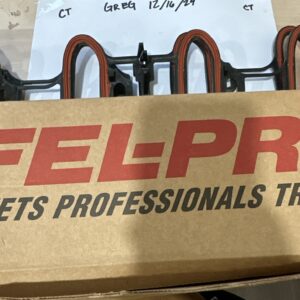 CT GREG 12/16/24 CT
FEL-PR
ETS PROFESSIONALS TR